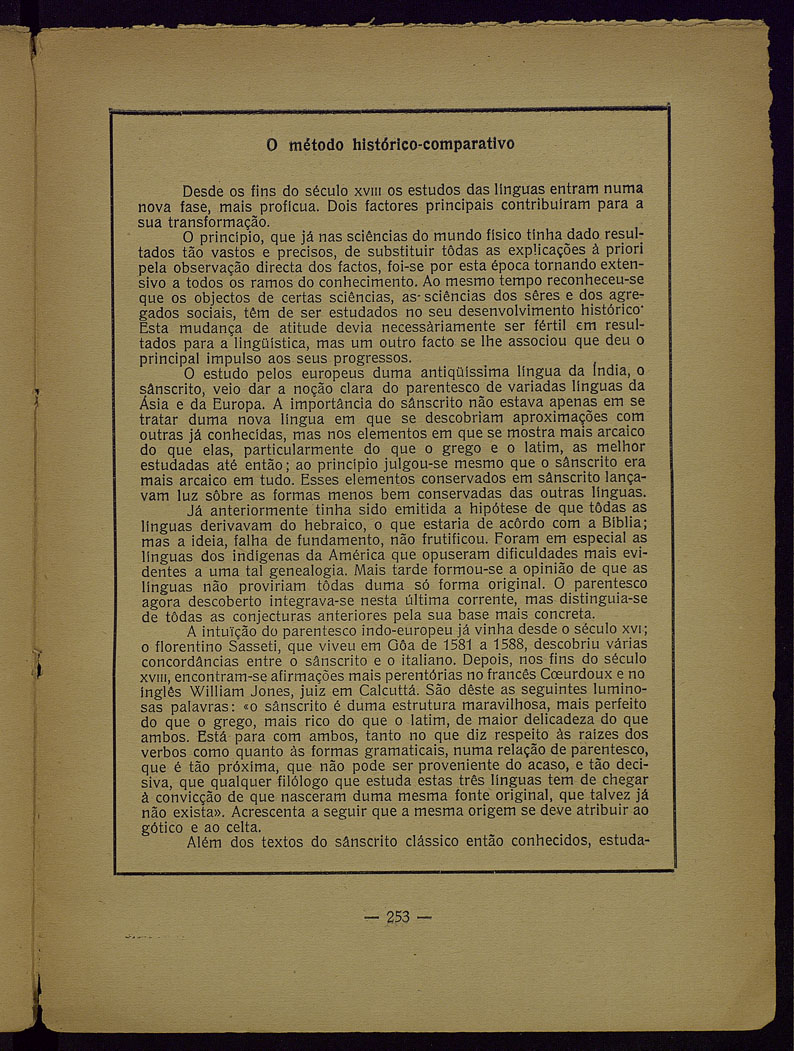 O método histórico-comparativo
Desde os fins do século XVIII os estudos das línguas entram numa
nova fase, mais profícua. Dois factores principais contribuíram para a
sua transformação.
O princípio, que já nas sciências do mundo físico tinha dado resul-
tados tão vastos e precisos, de substituir tôdas as explicações à priori
pela observação directa dos factos, foi-se por esta época tornando exten-
sivo a todos os ramos do conhecimento. Ao mesmo tempo reconheceu-se
que os objectos de certas sciências, as sciências dos sêres e dos agre-
gados sociais, têm de ser estudados no seu desenvolvimento histórico.
Esta mudança de atitude devia necessàriamente ser fértil em resul-
tados para a lingüística, mas um outro facto se lhe associou que deu o
principal impulso aos seus progressos.
O estudo pelos europeus duma antiqüíssima língua da Índia, o
sânscrito, veio dar a noção clara do parentesco de variadas línguas da
Ásia e da Europa. A importância do sânscrito não estava apenas em se
tratar duma nova língua em que se descobriam aproximações com
outras já conhecidas, mas nos elementos em que se mostra mais arcaico
do que elas, particularmente do que o grego e o latim, as melhor
estudadas até então; ao princípio julgou-se mesmo que o sânscrito era
mais arcaico em tudo. Esses elementos conservados em sânscrito lança-
vam luz sôbre as formas menos bem conservadas das outras línguas.
Já anteriormente tinha sido emitida a hipótese de que tôdas as
línguas derivavam do hebraico, o que estaria de acôrdo com a Bíblia;
mas a ideia, falha de fundamento, não frutificou. Foram em especial as
línguas dos indígenas da América que opuseram dificuldades mais evi-
dentes a uma tal genealogia. Mais tarde formou-se a opinião de que as
línguas não proviriam tôdas duma só forma original. O parentesco
agora descoberto integrava-se nesta última corrente, mas distinguia-se
de tôdas as conjecturas anteriores pela sua base mais concreta.
A intuïção do parentesco indo-europeu já vinha desde o século XVI;
o florentino Sasseti, que viveu em Gôa de 1581 a 1588, descobriu várias
concordâncias entre o sânscrito e o italiano. Depois, nos fins do século
XVIII, encontram-se afirmações mais perentórias no francês Cœurdoux e no
inglês William Jones, juiz em Calcuttá. São dêste as seguintes lumino-
sas palavras: «o sânscrito é duma estrutura maravilhosa, mais perfeito
do que o grego, mais rico do que o latim, de maior delicadeza do que
ambos. Está para com ambos, tanto no que diz respeito às raízes dos
verbos como quanto às formas gramaticais, numa relação de parentesco,
que é tão próxima, que não pode ser proveniente do acaso, e tão deci-
siva, que qualquer filólogo que estuda estas três línguas tem de chegar
à convicção de que nasceram duma mesma fonte original, que talvez já
não exista». Acrescenta a seguir que a mesma origem se deve atribuir ao
gótico e ao celta.
Além dos textos do sânscrito clássico então conhecidos, estuda-
— 253 —